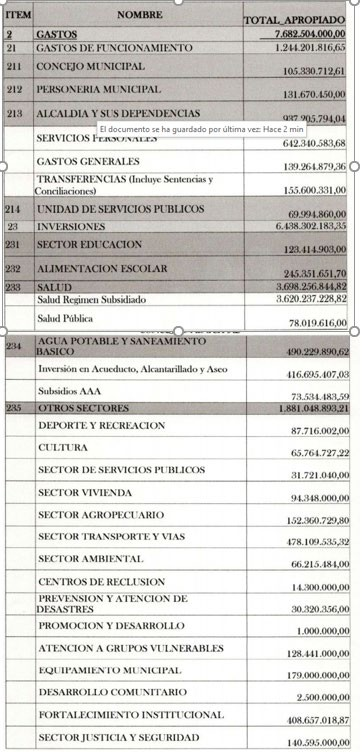 ITEM NOMBRE TOTAL_APROPIADO
2 GASTOS 7.682.504.000,00
21 GASTOS DE FUNCIONAMIENTO 1.244.201.816,65
211 CONCEJO MUNICIPAL 105.330.712,61
212 PERSONERIA MUNICIPAL 131.670.450,00
213 ALCALDIA Y SUS DEPENDENCIAS 937.205.794,04
El documento se ha guardado por última vez: Hace 2 min
SERVICIOS PERSONALES 642.340.583,68
GASTOS GENERALES 139.264.879,36
TRANSFERENCIAS (Incluye Sentencias y
Conciliaciones) 155.600.331,00
214 UNIDAD DE SERVICIOS PUBLICOS 69.994.860,00
23 INVERSIONES 6.438.302.183,35
231 SECTOR EDUCACION 123.414.903,00
232 ALIMENTACION ESCOLAR 245.351.651,70
233 SALUD 3.698.256.844,82
Salud Regimen Subsidiado 3.620.237.228,82
Salud Pública 78.019.616,00
234 AGUA POTABLE Y SANEAMIENTO
BASICO 490.229.890,62
Inversión en Acueducto, Alcantarillado y Aseo 416.695.407,03
Subsidios AAA 73.534.483,59
235 OTROS SECTORES 1.881.048.893,21
DEPORTE Y RECREACION 87.716.002,00
CULTURA 65.764.727,22
SECTOR DE SERVICIOS PUBLICOS 31.721.040,00
SECTOR VIVIENDA 94.348.000,00
SECTOR AGROPECUARIO 152.360.729,80
SECTOR TRANSPORTE Y VIAS 478.109.535,32
SECTOR AMBIENTAL 66.215.484,00
CENTROS DE RECLUSION 14.300.000,00
PREVENSION Y ATENCION DE
DESASTRES 30.320.356,00
PROMOCION Y DESARROLLO 1.000.000,00
ATENCION A GRUPOS VULNERABLES 128.441.000,00
EQUIPAMIENTO MUNICIPAL 179.000.000,00
DESARROLLO COMUNITARIO 2.500.000,00
FORTALECIMIENTO INSTITUCIONAL 408.657.018,87
SECTOR JUSTICIA Y SEGURIDAD 140.595.000,00